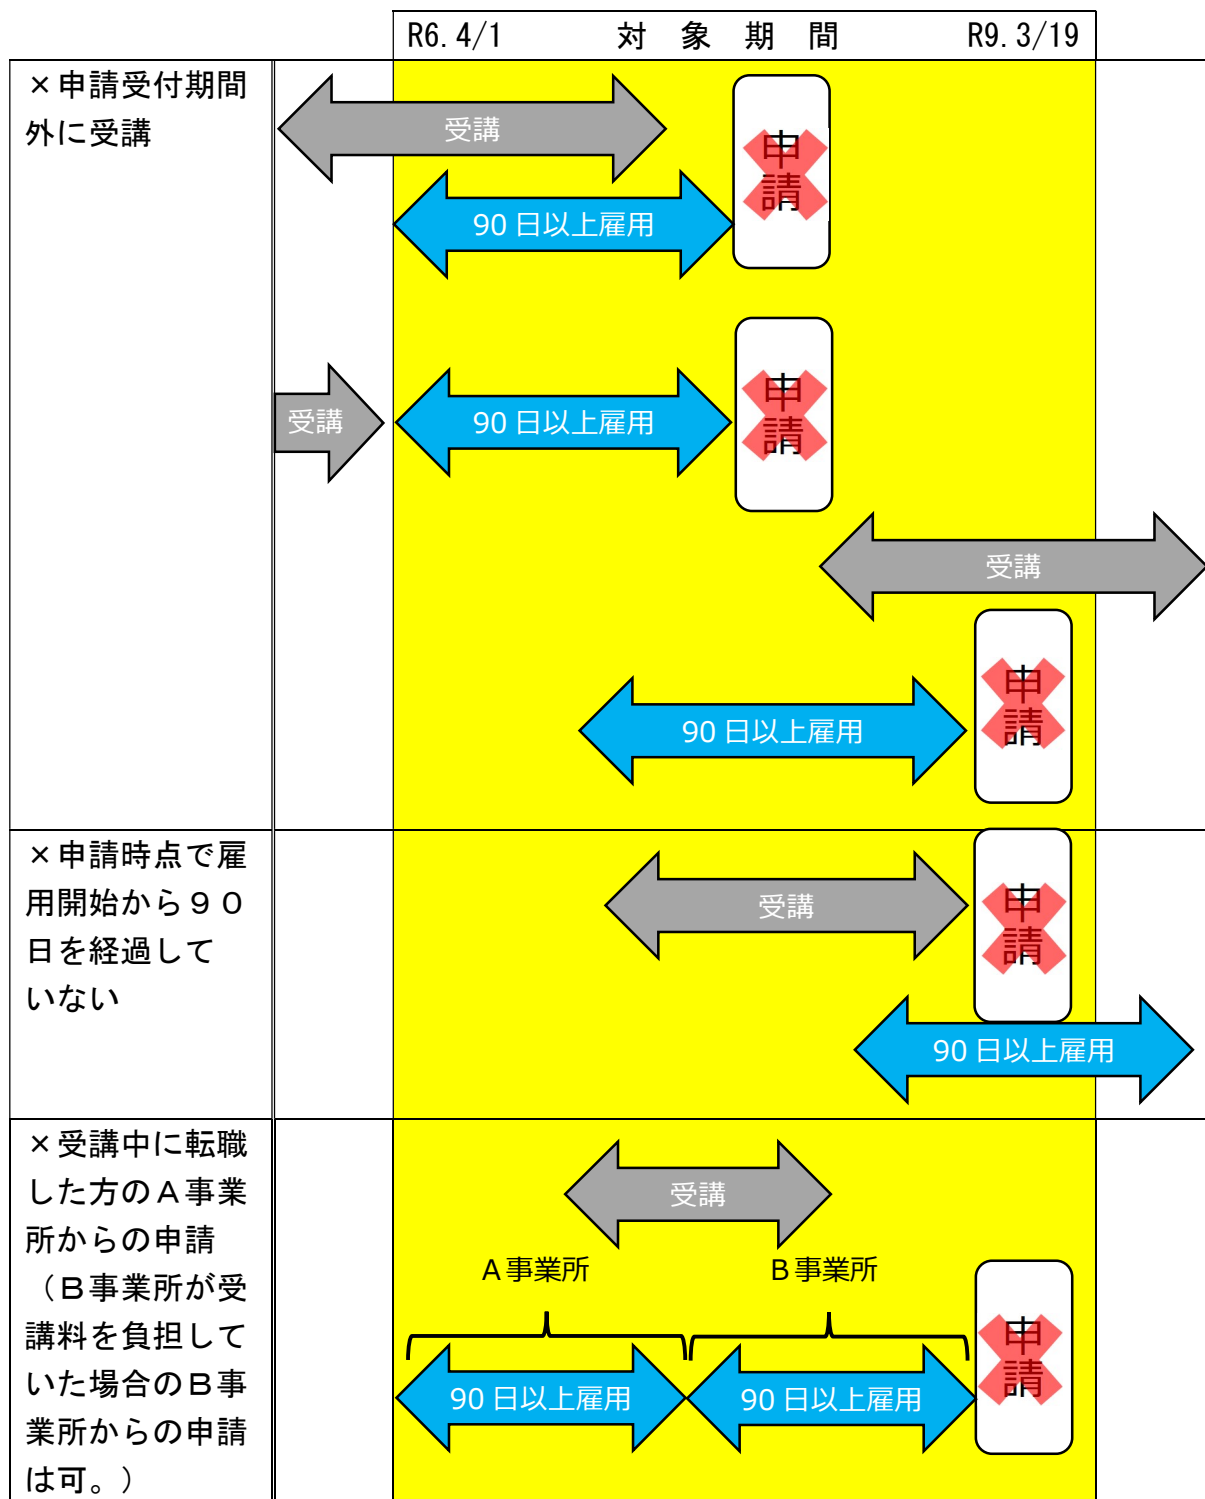 R6.4/1 対 象 期 間 R9.3/19
×申請受付期間
外に受講
受講
申
請
90 日以上雇用
受講
90 日以上雇用
申
請
受講
90 日以上雇用
申
請
×申請時点で雇
用開始から９０
日を経過して
いない
受講
申
請
90 日以上雇用
×受講中に転職
した方のＡ事業
所からの申請
（Ｂ事業所が受
講料を負担して
いた場合のＢ事
業所からの申請
は可。）
受講
Ａ事業所 Ｂ事業所
90 日以上雇用 90 日以上雇用
申
請